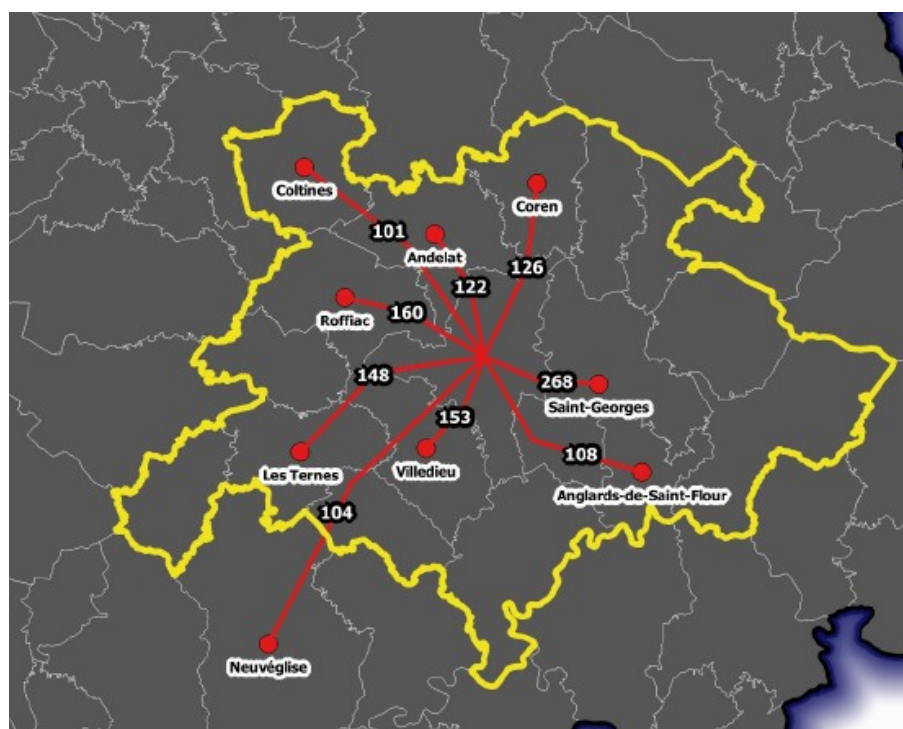 Coltines
Coren
101
Andelat
126
122
Roffiac
160
148
268
Saint-Georges
153
Les Ternes
Villedieu
108
Anglards-de-Saint-Flour
104
Neuvéglise